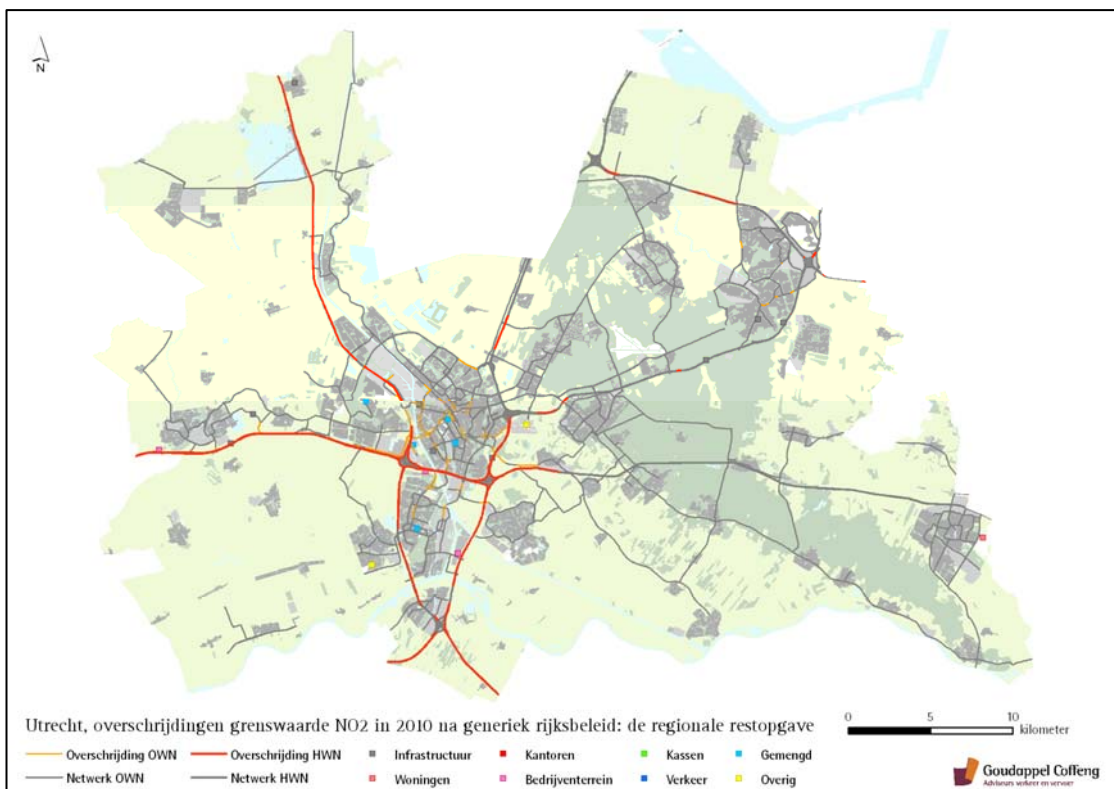 N
Utrecht, overschrijdingen grenswaarde NO2 in 2010 na generiek rijksbeleid: de regionale restopgave
0 5 10
kilometer
Overschrijding OWN Overschrijding HWN Infrastructuur Kantoren Kassen Gemengd
Netwerk OWN Netwerk HWN Woningen Bedrijventerrein Verkeer Overig
Goudappel Coffeng
Adviseurs verkeer en vervoer